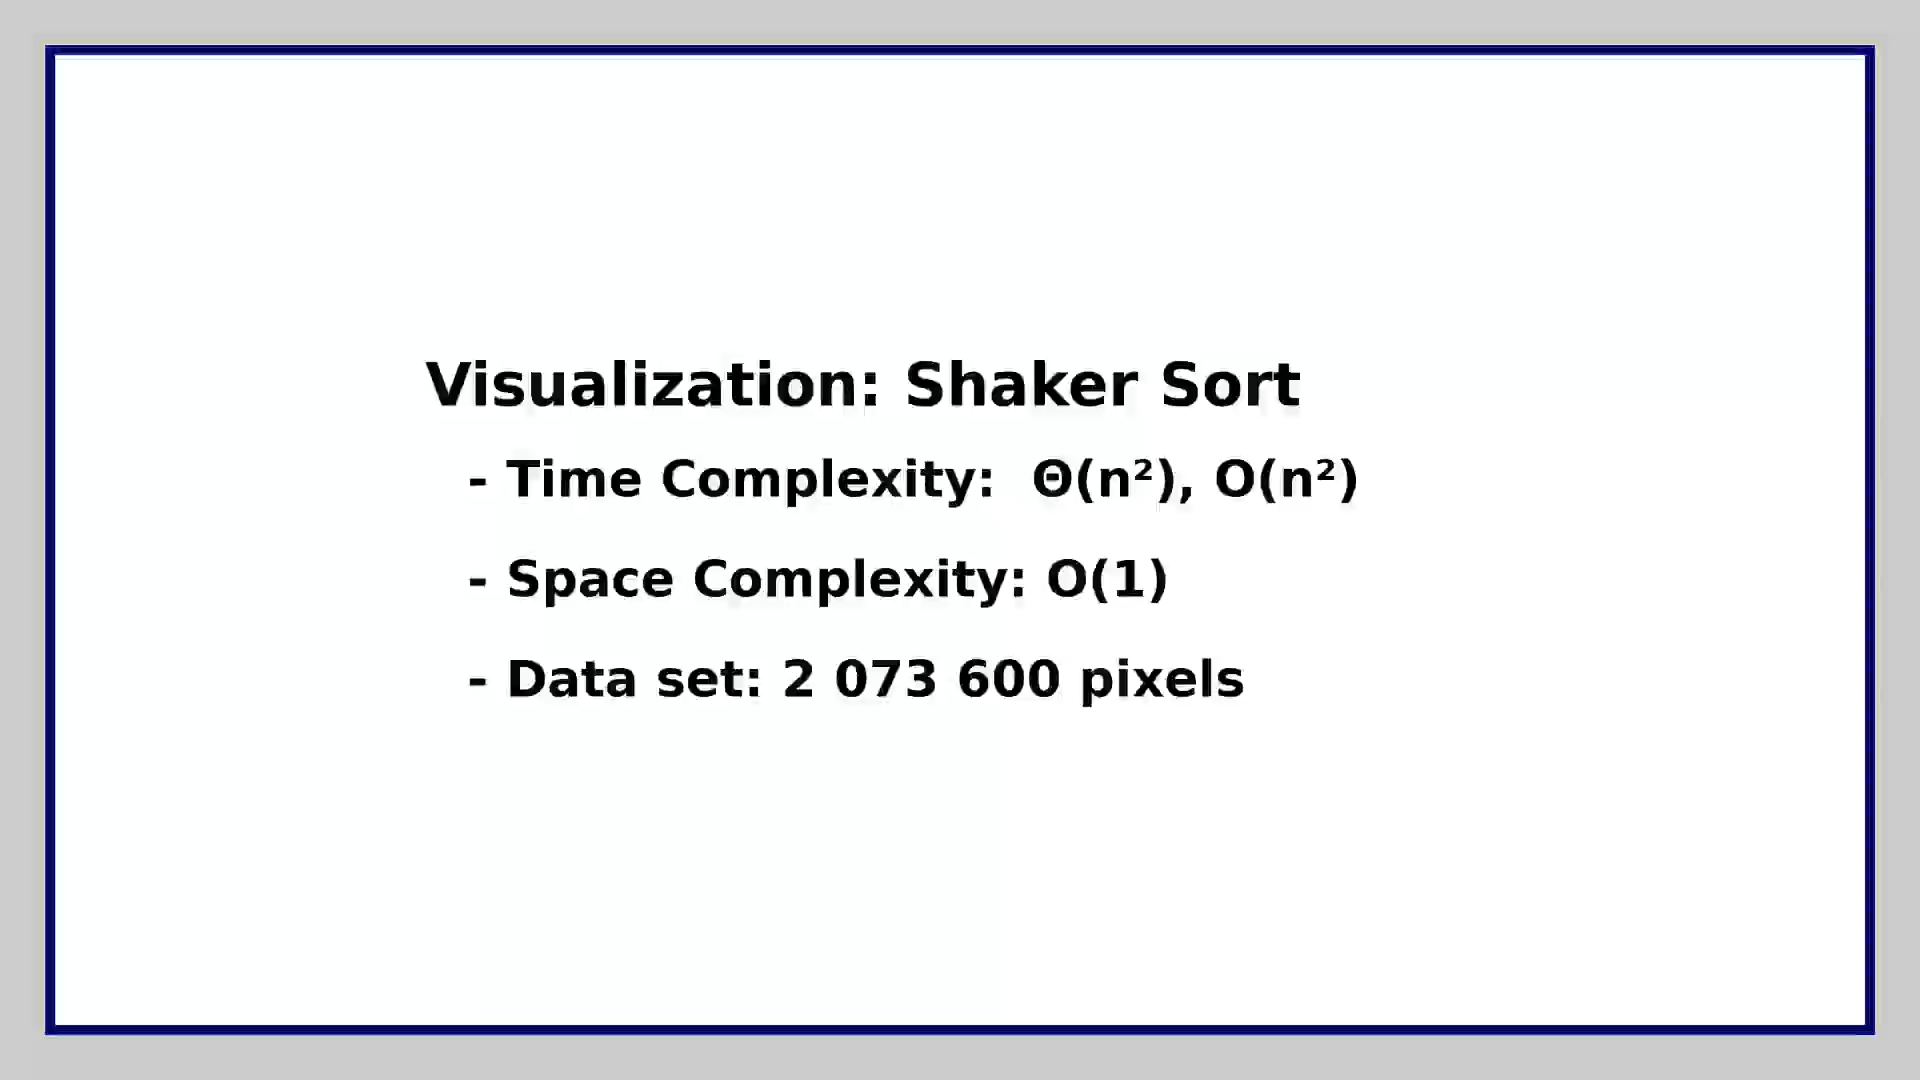 Visualization: Shaker Sort
- Time Complexity:  Θ(n²), O(n²)
- Space Complexity: O(1)
- Data set: 2 073 600 pixels